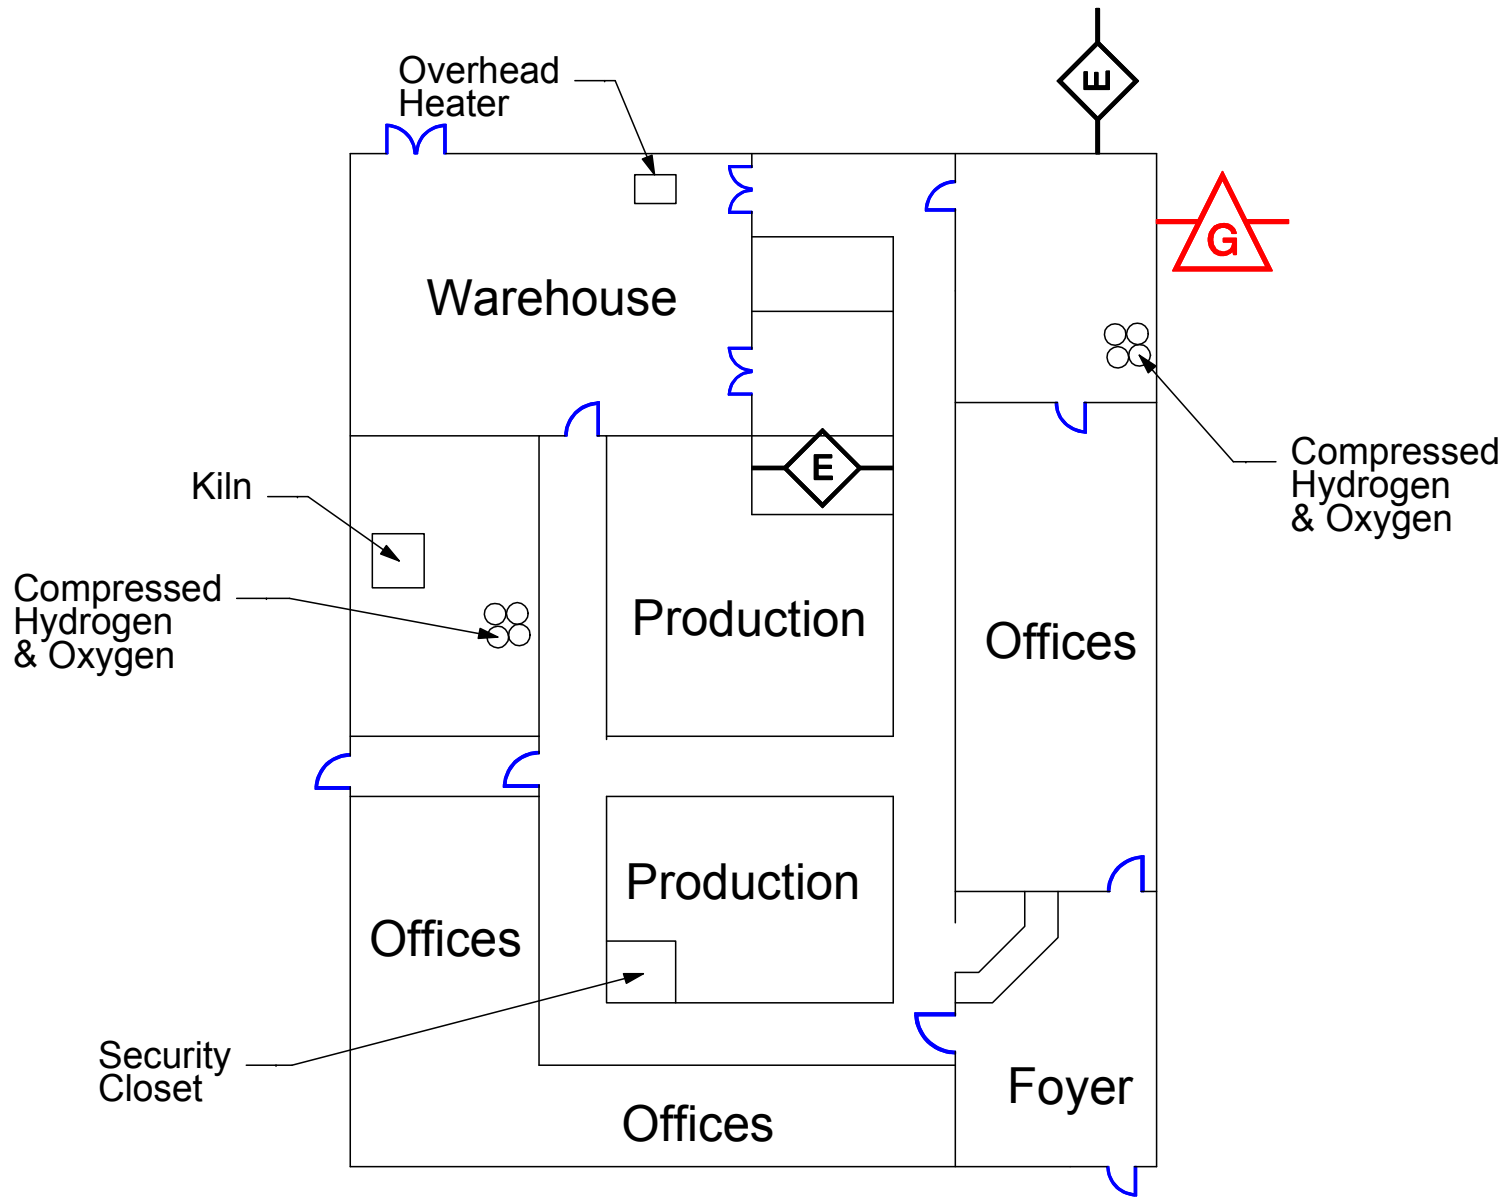 Overhead
Heater
E
G
Warehouse
Compressed
Hydrogen
& Oxygen
E
Kiln
Compressed
Hydrogen
& Oxygen
Production
Offices
Production
Offices
Security
Closet
Foyer
Offices